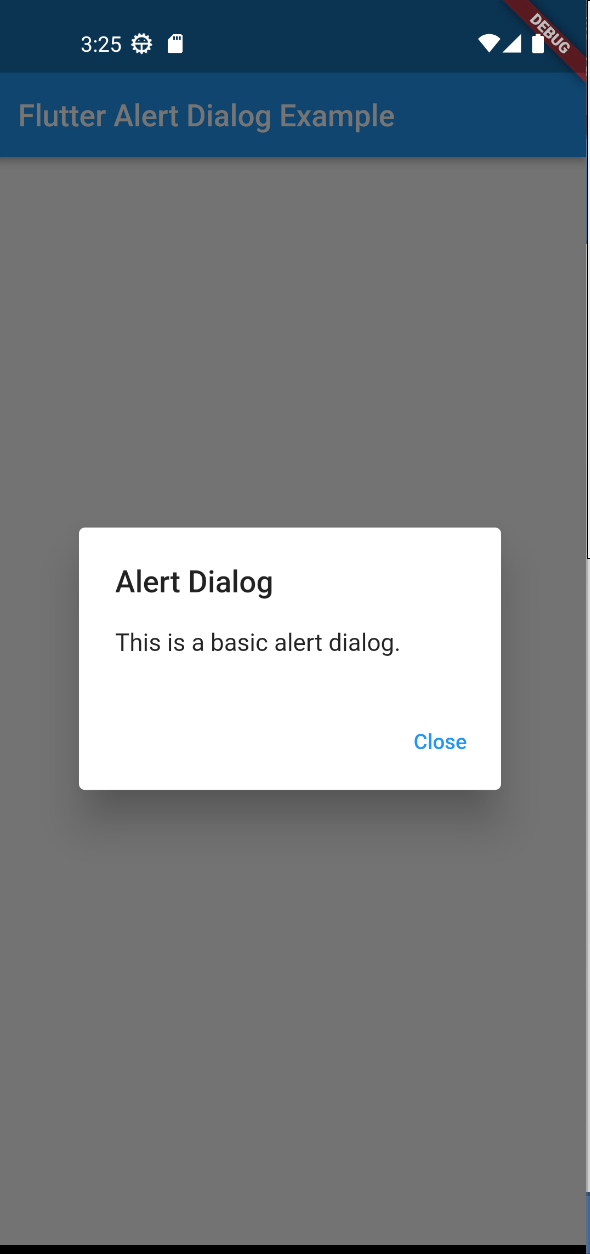 3:25
DEBUG
Flutter Alert Dialog Example
Alert Dialog
This is a basic alert dialog.
Close